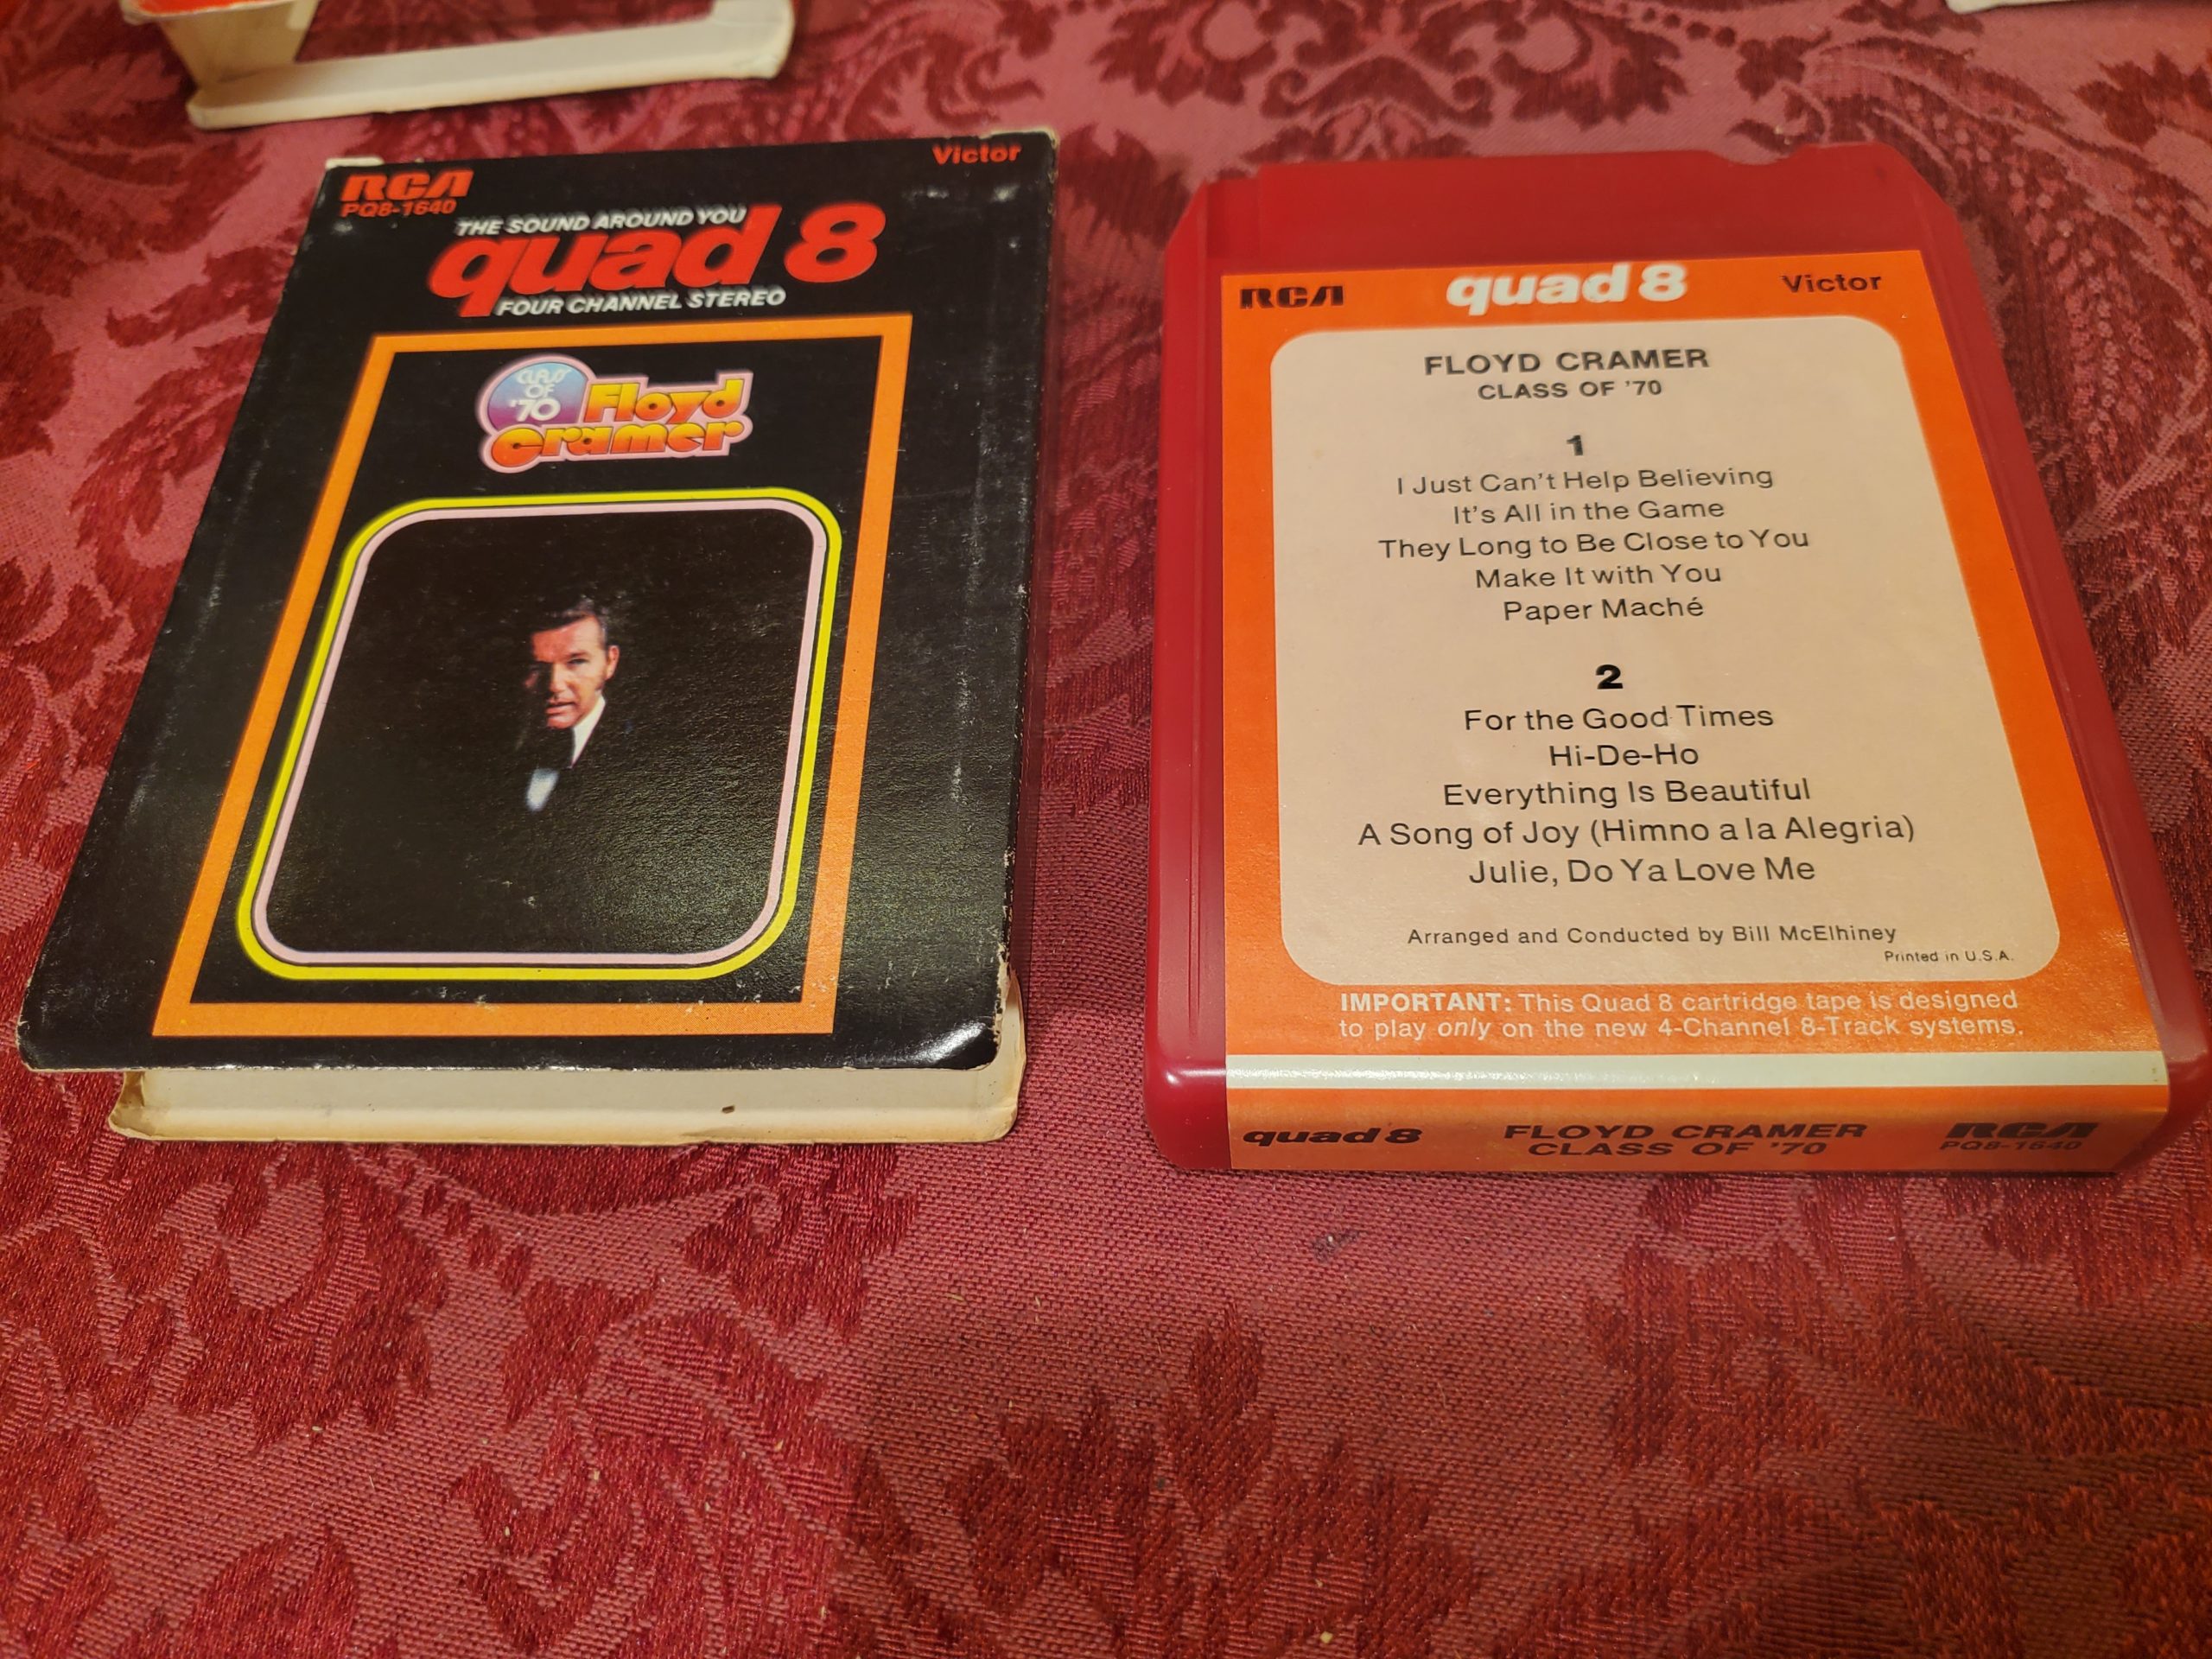 RCA
Victor
PQ8-1640
THE SOUND AROUND YOU
quad 8
FOUR CHANNEL STEREO
CLASS
OF
'70
Floyd
Cramer
RCA
quad 8
Victor
FLOYD CRAMER
CLASS OF '70
1
I Just Can't Help Believing
It's All in the Game
They Long to Be Close to You
Make It with You
Paper Maché
2
For the Good Times
Hi-De-Ho
Everything Is Beautiful
A Song of Joy (Himno a la Alegria)
Julie, Do Ya Love Me
Arranged and Conducted by Bill McElhiney
Printed in U.S.A.
IMPORTANT: This Quad 8 cartridge tape is designed
to play only on the new 4-Channel 8-Track systems.
quad 8
FLOYD CRAMER
CLASS OF '70
RCA
PQ8-1640